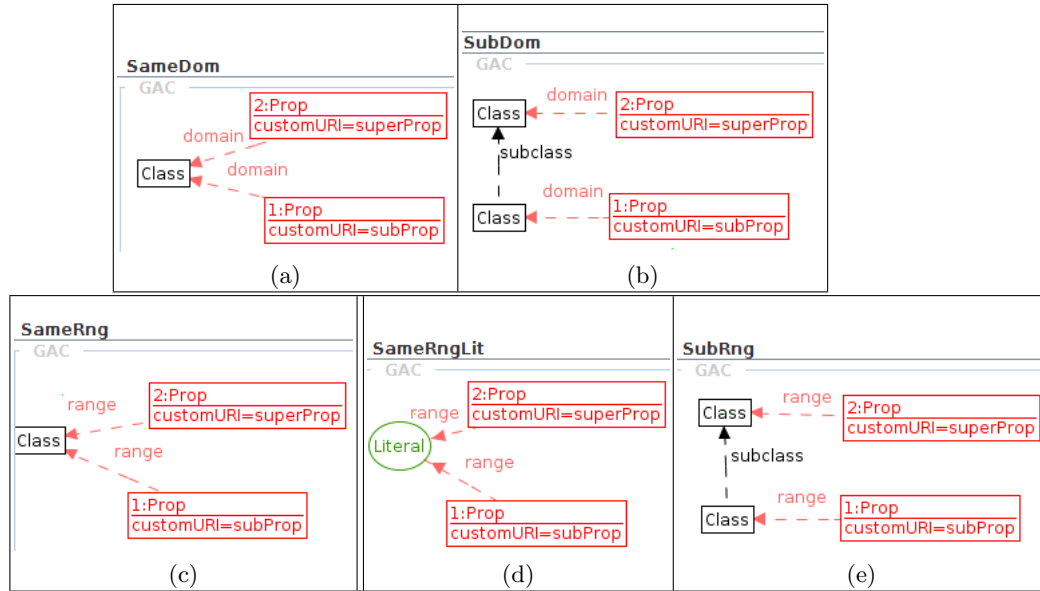 SameDom
GAC
2:Prop
customURI=superProp
domain
Class
domain
1:Prop
customURI=subProp
(a)
SubDom
GAC
Class
domain
2:Prop
customURI=superProp
subclass
domain
Class
1:Prop
customURI=subProp
(b)
SameRng
GAC
range
2:Prop
customURI=superProp
Class
range
1:Prop
customURI=subProp
(c)
SameRngLit
GAC
2:Prop
customURI=superProp
range
Literal
range
1:Prop
customURI=subProp
(d)
SubRng
GAC
range
Class
2:Prop
customURI=superProp
subclass
range
Class
1:Prop
customURI=subProp
(e)